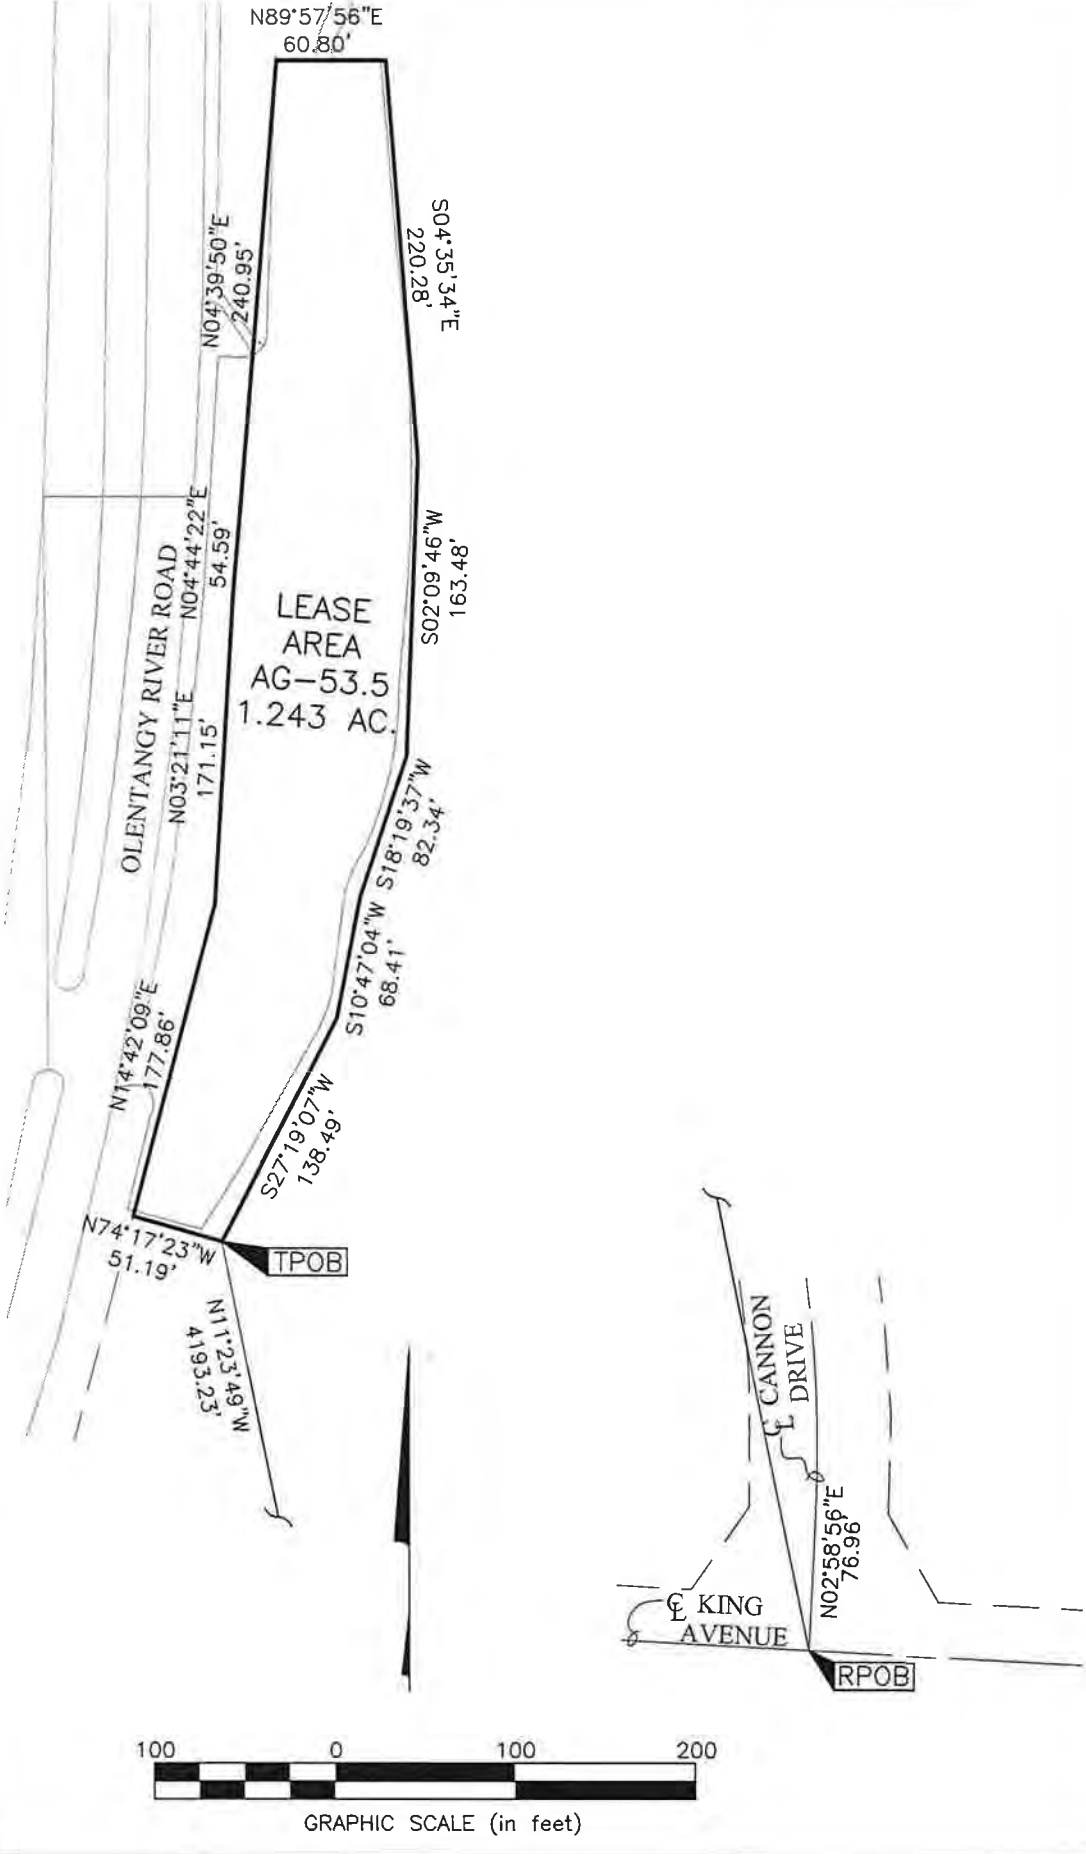 N89°57'56"E
60.80'
S04°35'34"E
220.28'
N04°39'50"E
240.95'
S02°09'46"W
163.48'
N04°44'22"E
54.59'
OLENTANGY RIVER ROAD
LEASE
AREA
AG-53.5
1.243 AC.
N03°21'11"E
171.15'
S18°19'37"W
82.34'
S10°47'04"W
68.41'
N14°42'09"E
177.86'
S27°19'07"W
138.49'
N74°17'23"W
51.19'
TPOB
N11°23'49"W
4193.23'
℄ CANNON
DRIVE
N02°58'56"E
76.96'
℄ KING
AVENUE
RPOB
100 0 100 200
GRAPHIC SCALE (in feet)